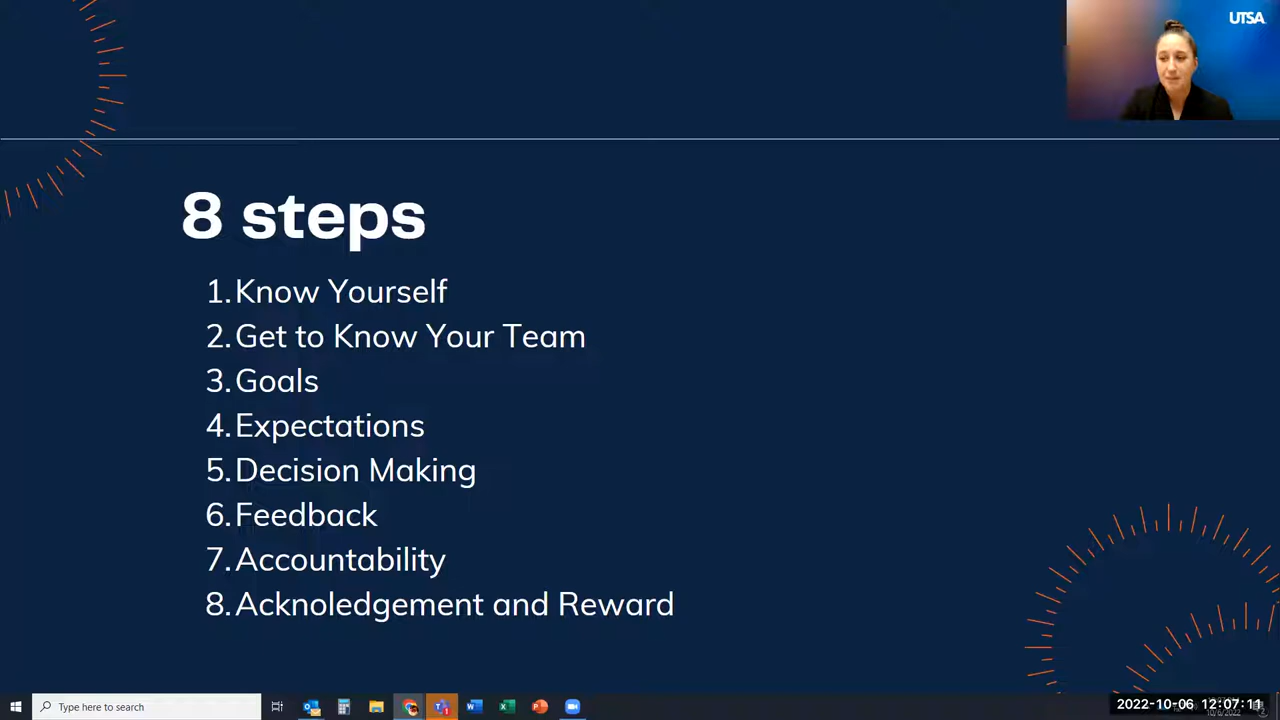 UTSA
8 steps
1. Know Yourself
2. Get to Know Your Team
3. Goals
4. Expectations
5. Decision Making
6. Feedback
7. Accountability
8. Acknoledgement and Reward
Type here to search
2022-10-06 12:07:11